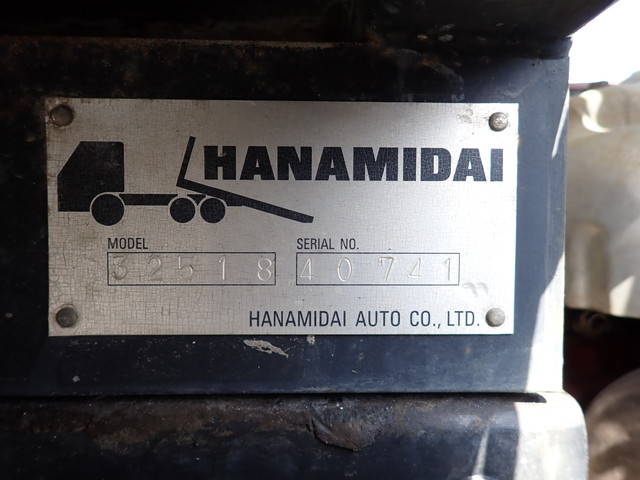 HANAMIDAI
MODEL SERIAL NO.
32518 40741
HANAMIDAI AUTO CO., LTD.